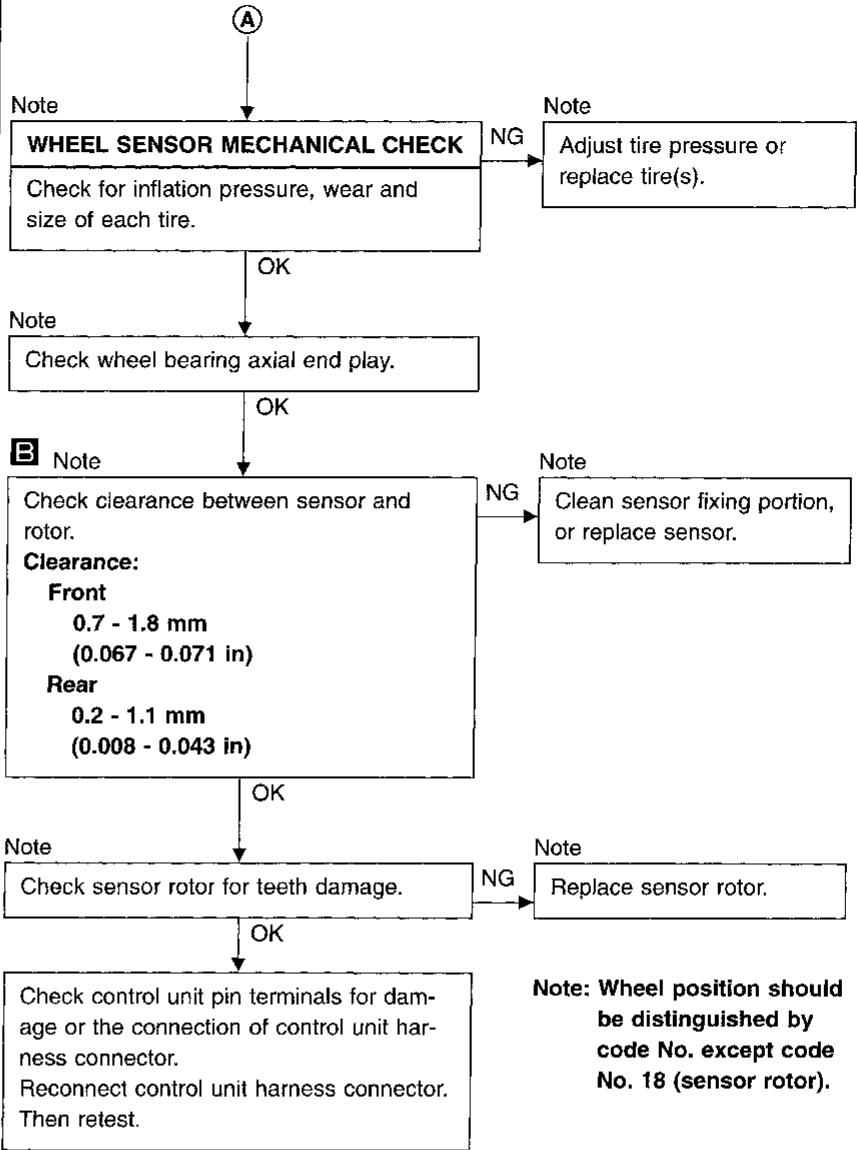 A
Note
WHEEL SENSOR MECHANICAL CHECK
Check for inflation pressure, wear and
size of each tire.
NG
Note
Adjust tire pressure or
replace tire(s).
OK
Note
Check wheel bearing axial end play.
OK
B Note
Check clearance between sensor and
rotor.
Clearance:
Front
0.7 - 1.8 mm
(0.067 - 0.071 in)
Rear
0.2 - 1.1 mm
(0.008 - 0.043 in)
NG
Note
Clean sensor fixing portion,
or replace sensor.
OK
Note
Check sensor rotor for teeth damage.
NG
Note
Replace sensor rotor.
OK
Check control unit pin terminals for dam-
age or the connection of control unit har-
ness connector.
Reconnect control unit harness connector.
Then retest.
Note: Wheel position should
be distinguished by
code No. except code
No. 18 (sensor rotor).